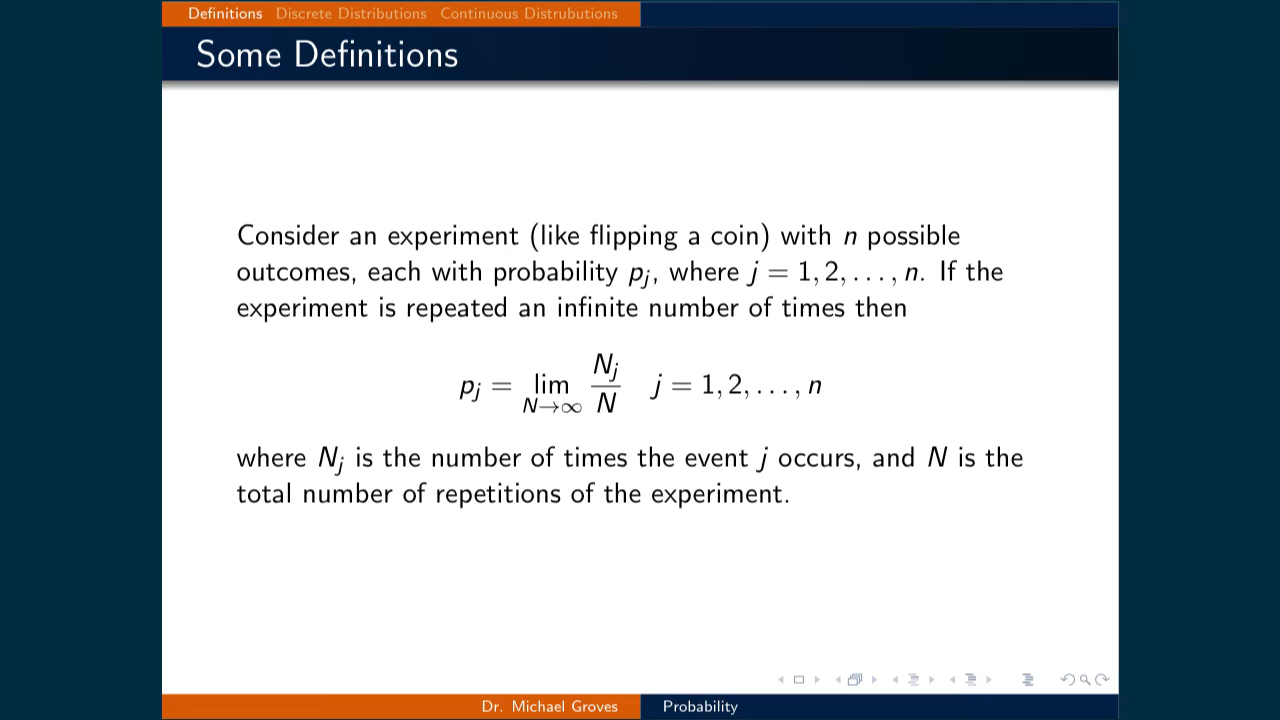 Definitions Discrete Distributions Continuous Distrubutions
Some Definitions
Consider an experiment (like flipping a coin) with n possible
outcomes, each with probability p_j, where j = 1, 2, . . . , n. If the
experiment is repeated an infinite number of times then
p_j = lim_{N→∞} N_j/N j = 1, 2, . . . , n
where N_j is the number of times the event j occurs, and N is the
total number of repetitions of the experiment.
Dr. Michael Groves Probability